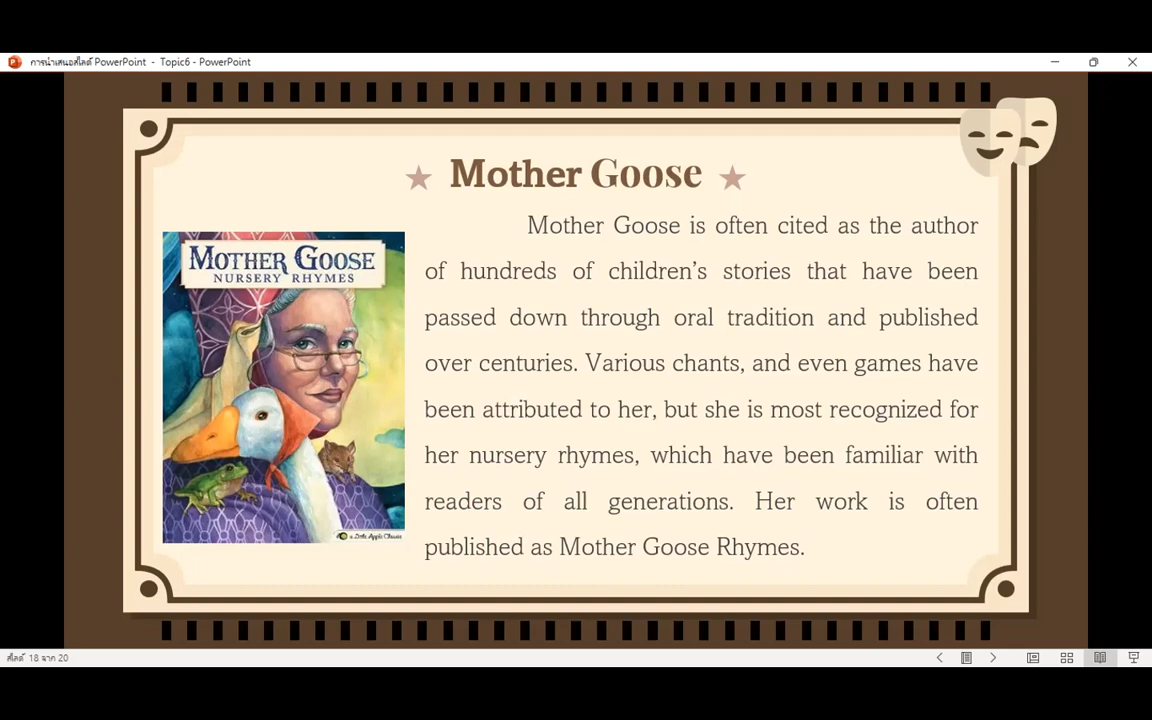 การนำเสนอสไลด์ PowerPoint - Topic6 - PowerPoint
Mother Goose
MOTHER GOOSE
NURSERY RHYMES
a Little Apple Classic
Mother Goose is often cited as the author
of hundreds of children's stories that have been
passed down through oral tradition and published
over centuries. Various chants, and even games have
been attributed to her, but she is most recognized for
her nursery rhymes, which have been familiar with
readers of all generations. Her work is often
published as Mother Goose Rhymes.
สไลด์ 18 จาก 20